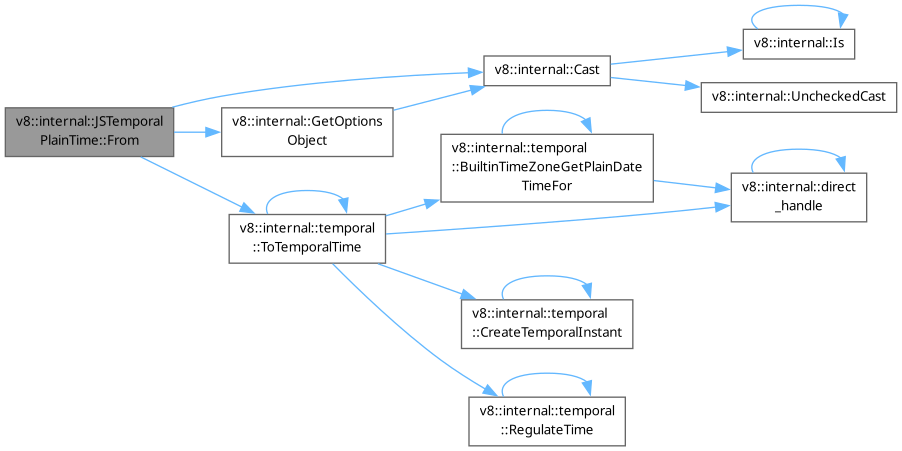 v8::internal::JSTemporal
PlainTime::From
v8::internal::GetOptions
Object
v8::internal::temporal
::ToTemporalTime
v8::internal::Cast
v8::internal::temporal
::BuiltinTimeZoneGetPlainDate
TimeFor
v8::internal::temporal
::CreateTemporalInstant
v8::internal::temporal
::RegulateTime
v8::internal::Is
v8::internal::UncheckedCast
v8::internal::direct
_handle